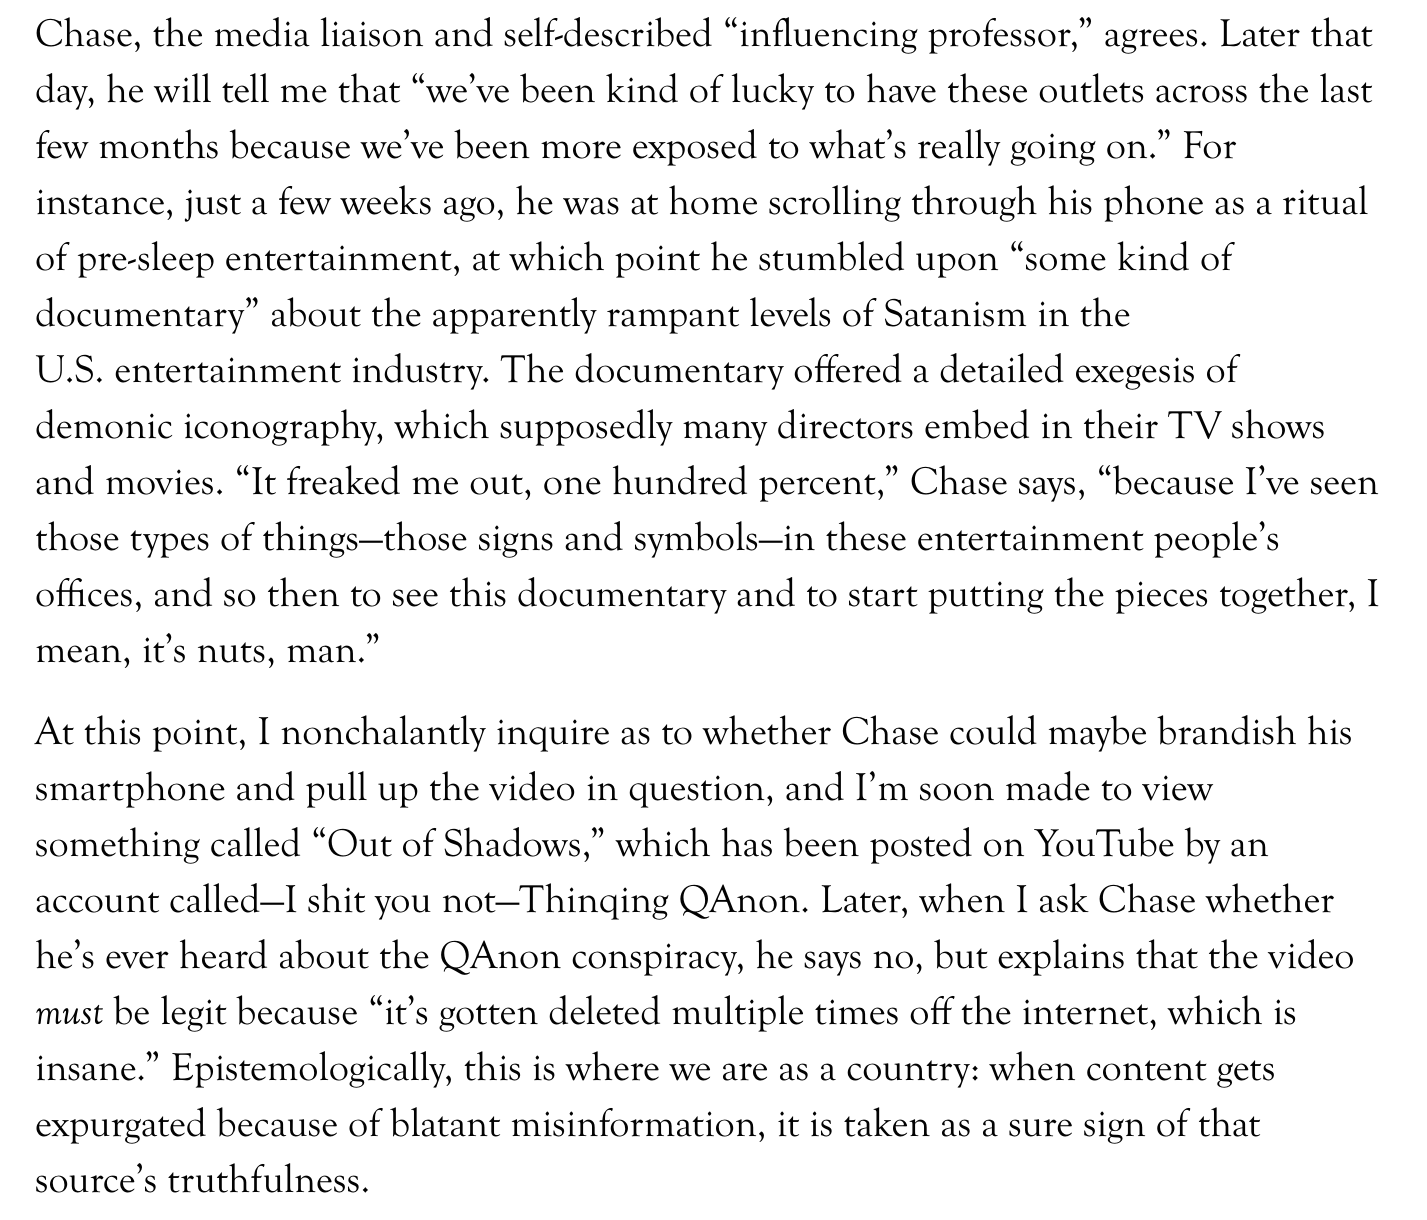 Chase, the media liaison and self-described “influencing professor,” agrees. Later that
day, he will tell me that “we’ve been kind of lucky to have these outlets across the last
few months because we’ve been more exposed to what’s really going on.” For
instance, just a few weeks ago, he was at home scrolling through his phone as a ritual
of pre-sleep entertainment, at which point he stumbled upon “some kind of
documentary” about the apparently rampant levels of Satanism in the
U.S. entertainment industry. The documentary offered a detailed exegesis of
demonic iconography, which supposedly many directors embed in their TV shows
and movies. “It freaked me out, one hundred percent,” Chase says, “because I’ve seen
those types of things—those signs and symbols—in these entertainment people’s
offices, and so then to see this documentary and to start putting the pieces together, I
mean, it’s nuts, man.”
At this point, I nonchalantly inquire as to whether Chase could maybe brandish his
smartphone and pull up the video in question, and I’m soon made to view
something called “Out of Shadows,” which has been posted on YouTube by an
account called—I shit you not—Thinqing QAnon. Later, when I ask Chase whether
he’s ever heard about the QAnon conspiracy, he says no, but explains that the video
must be legit because “it’s gotten deleted multiple times off the internet, which is
insane.” Epistemologically, this is where we are as a country: when content gets
expurgated because of blatant misinformation, it is taken as a sure sign of that
source’s truthfulness.